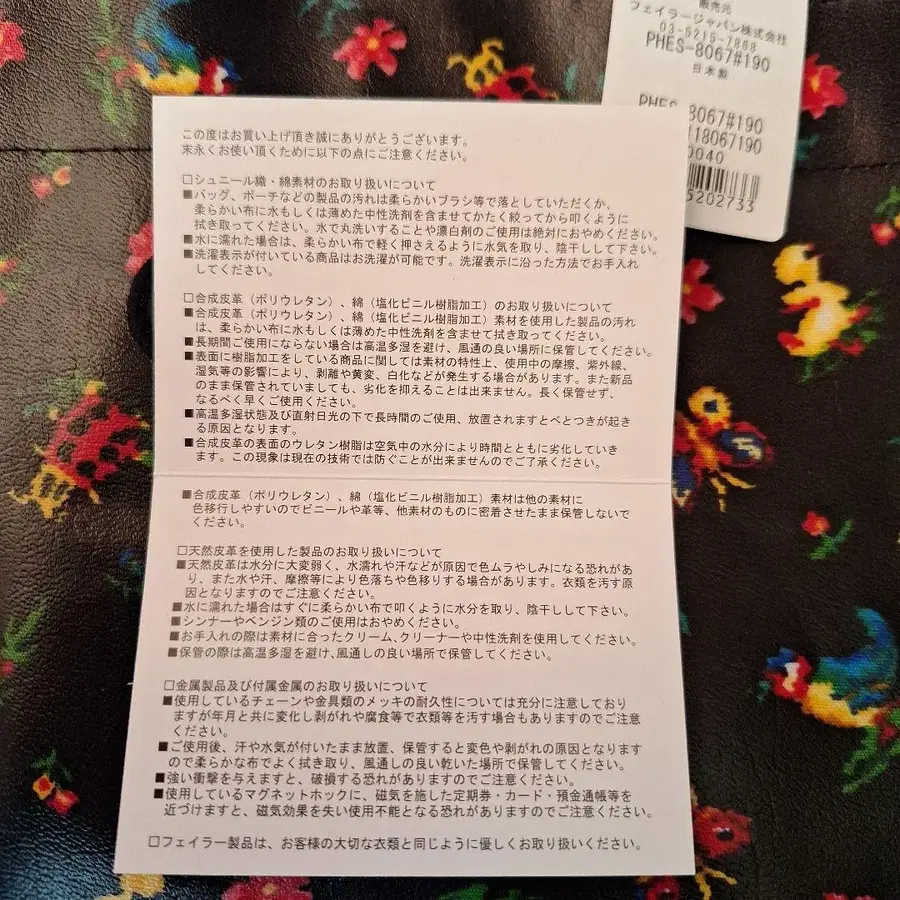 販売元
フェイラージャパン株式会社
03-5215-7868
PHES-8067#190
日本製
PHES-8067#190
118067190
0040
5202733
この度はお買い上げ頂き誠にありがとうございます。
末永くお使い頂くために以下の点にご注意ください。
□シュニール織・綿素材のお取り扱いについて
■バッグ、ポーチなどの製品の汚れは柔らかいブラシ等で落としていただくか、
柔らかい布に水もしくは薄めた中性洗剤を含ませてかたく絞ってから叩くように
拭き取ってください。水で丸洗いすることや漂白剤のご使用は絶対におやめください。
■水に濡れた場合は、柔らかい布で軽く押さえるように水気を取り、陰干しして下さい。
■洗濯表示が付いている商品はお洗濯が可能です。洗濯表示に沿った方法でお手入れ
してください。
□合成皮革（ポリウレタン）、綿（塩化ビニル樹脂加工）のお取り扱いについて
■合成皮革（ポリウレタン）、綿（塩化ビニル樹脂加工）素材を使用した製品の汚れ
は、柔らかい布に水もしくは薄めた中性洗剤を含ませて拭き取ってください。
■長期間ご使用にならない場合は高温多湿を避け、風通の良い場所に保管してください。
■表面に樹脂加工をしている商品に関しては素材の特性上、使用中の摩擦、紫外線、
湿気等の影響により、剥離や黄変、白化などが発生する場合があります。また新品
のまま保管されていましても、劣化を抑えることは出来ません。長く保管せず、
なるべく早くご使用ください。
■高温多湿状態及び直射日光の下で長時間のご使用、放置されますとべとつきが起き
る原因となります。
■合成皮革の表面のウレタン樹脂は空気中の水分により時間とともに劣化していき
ます。この現象は現在の技術では防ぐことが出来ませんのでご了承ください。
■合成皮革（ポリウレタン）、綿（塩化ビニル樹脂加工）素材は他の素材に
色移行しやすいのでビニールや革等、他素材のものに密着させたまま保管しないで
ください。
□天然皮革を使用した製品のお取り扱いについて
■天然皮革は水分に大変弱く、水濡れや汗などが原因で色ムラやしみになる恐れがあ
り、また水や汗、摩擦等により色落ちや色移りする場合があります。衣類を汚す原
因となりますのでご注意ください。
■水に濡れた場合はすぐに柔らかい布で叩くように水分を取り、陰干しして下さい。
■シンナーやベンジン類のご使用はおやめください。
■お手入れの際は素材に合ったクリーム、クリーナーや中性洗剤を使用してください。
■保管の際は高温多湿を避け、風通しの良い場所で保管してください。
□金属製品及び付属金属のお取り扱いについて
■使用しているチェーンや金具類のメッキの耐久性については充分に注意しており
ますが年月と共に変化し剥がれや腐食等で衣類等を汚す場合もありますのでご注意
ください。
■ご使用後、汗や水気が付いたまま放置、保管すると変色や剥がれの原因となります
ので柔らかな布でよく拭き取り、風通しの良い乾いた場所で保管してください。
■強い衝撃を与えますと、破損する恐れがありますのでご注意ください。
■使用しているマグネットホックに、磁気を施した定期券・カード・預金通帳等を
近づけますと、磁気効果を失い使用不能となる恐れがありますのでご注意ください。
□フェイラー製品は、お客様の大切な衣類と同じように優しくお取り扱いください。